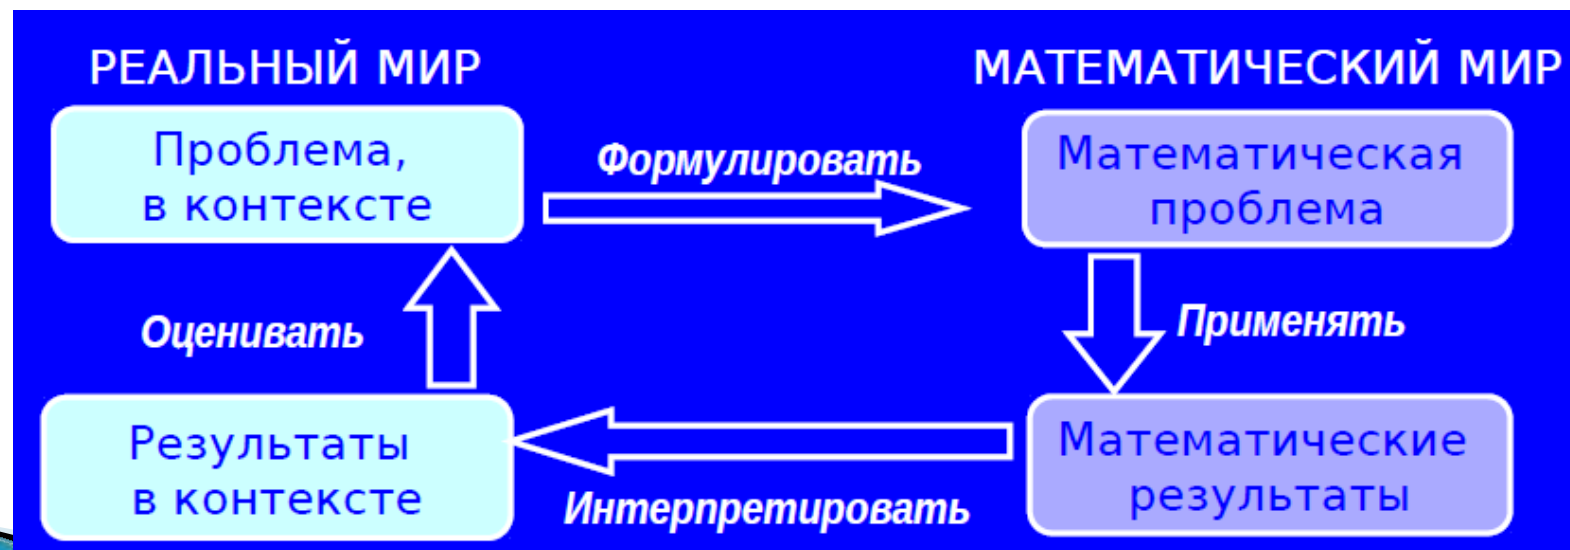 РЕАЛЬНЫЙ МИР
МАТЕМАТИЧЕСКИЙ МИР
Проблема,
в контексте
Формулировать
Математическая
проблема
Оценивать
Применять
Результаты
в контексте
Интерпретировать
Математические
результаты